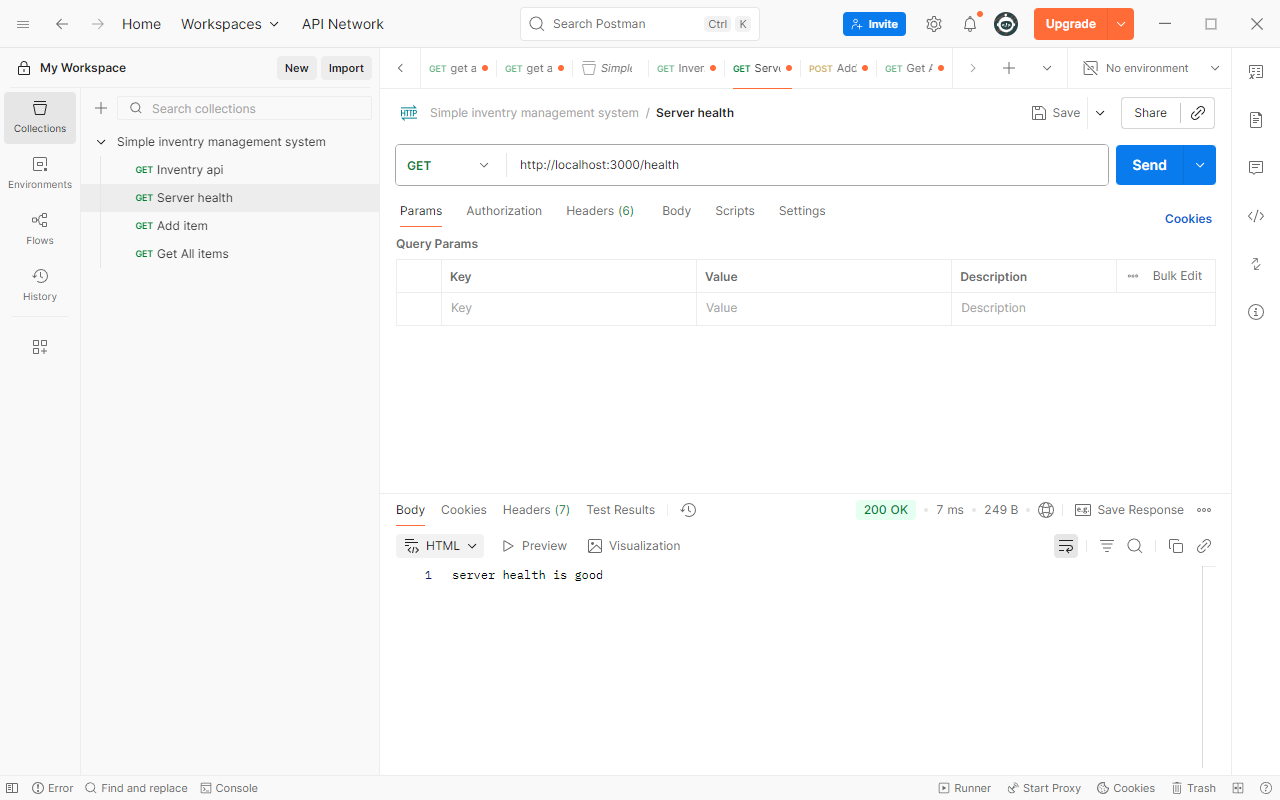 Home Workspaces API Network Search Postman Ctrl K Invite Upgrade
My Workspace New Import
GET get a GET get a Simple GET Inver GET Serve POST Add GET Get A No environment
Collections
Environments
Flows
History
Search collections
Simple inventry management system
GET Inventry api
GET Server health
GET Add item
GET Get All items
HTTP Simple inventry management system / Server health Save Share
GET http://localhost:3000/health Send
Params Authorization Headers (6) Body Scripts Settings Cookies
Query Params
Key Value Description Bulk Edit
Key Value Description
Body Cookies Headers (7) Test Results 200 OK • 7 ms • 249 B • e.g. Save Response
HTML Preview Visualization
1 server health is good
Error Find and replace Console Runner Start Proxy Cookies Trash